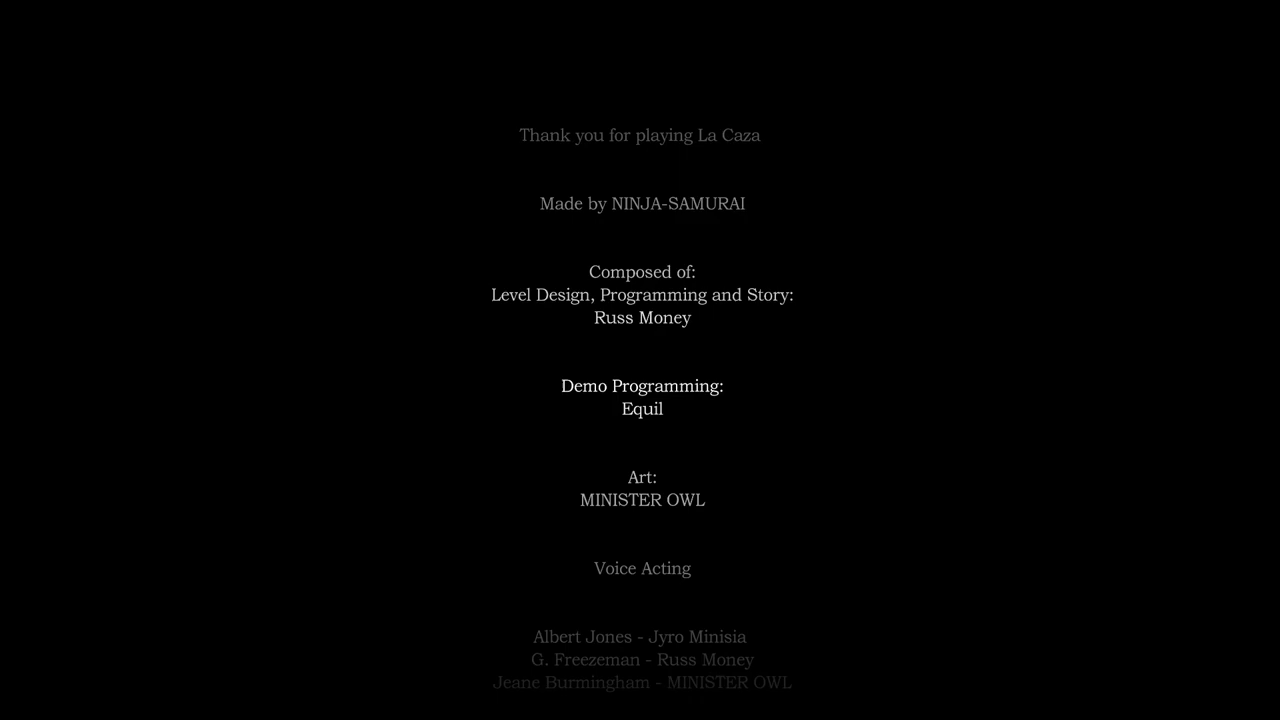 Thank you for playing La Caza
Made by NINJA-SAMURAI
Composed of:
Level Design, Programming and Story:
Russ Money
Demo Programming:
Equil
Art:
MINISTER OWL
Voice Acting
Albert Jones - Jyro Minisia
G. Freezeman - Russ Money
Jeane Burmingham - MINISTER OWL